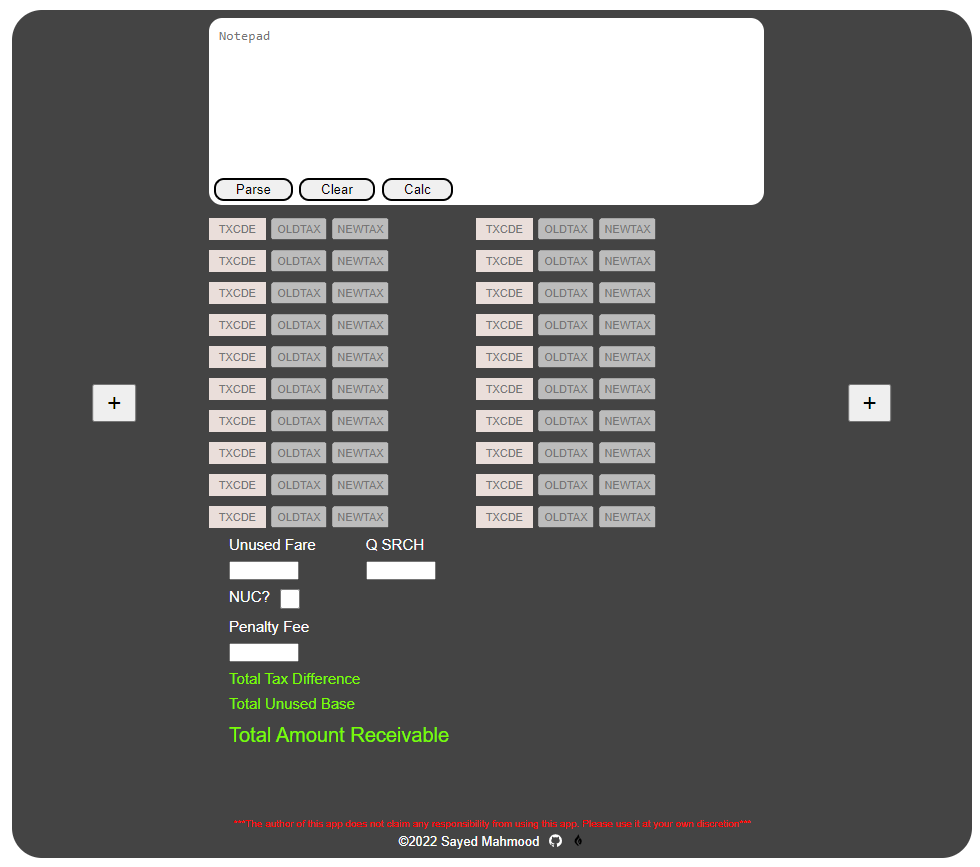 Notepad
Parse Clear Calc
TXCDE OLDTAX NEWTAX TXCDE OLDTAX NEWTAX
TXCDE OLDTAX NEWTAX TXCDE OLDTAX NEWTAX
TXCDE OLDTAX NEWTAX TXCDE OLDTAX NEWTAX
TXCDE OLDTAX NEWTAX TXCDE OLDTAX NEWTAX
TXCDE OLDTAX NEWTAX TXCDE OLDTAX NEWTAX
TXCDE OLDTAX NEWTAX TXCDE OLDTAX NEWTAX
+ +
TXCDE OLDTAX NEWTAX TXCDE OLDTAX NEWTAX
TXCDE OLDTAX NEWTAX TXCDE OLDTAX NEWTAX
TXCDE OLDTAX NEWTAX TXCDE OLDTAX NEWTAX
TXCDE OLDTAX NEWTAX TXCDE OLDTAX NEWTAX
Unused Fare Q SRCH
NUC?
Penalty Fee
Total Tax Difference
Total Unused Base
Total Amount Receivable
***The author of this app does not claim any responsibility from using this app. Please use it at your own discretion***
©2022 Sayed Mahmood